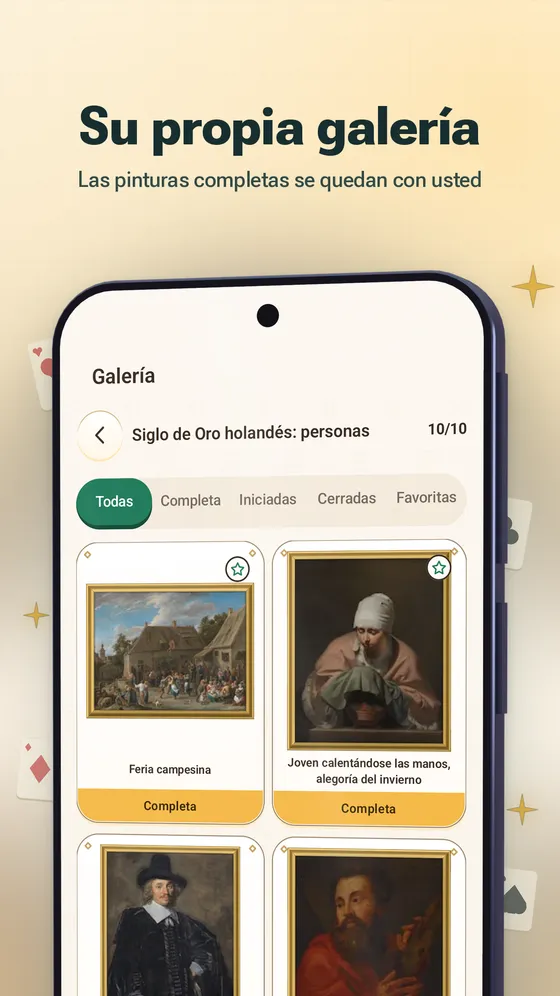 Su propia galería
Las pinturas completas se quedan con usted
Galería
Siglo de Oro holandés: personas
10/10
Todas
Completa
Iniciadas
Cerradas
Favoritas
Feria campesina
Completa
Joven calentándose las manos,
alegoría del invierno
Completa